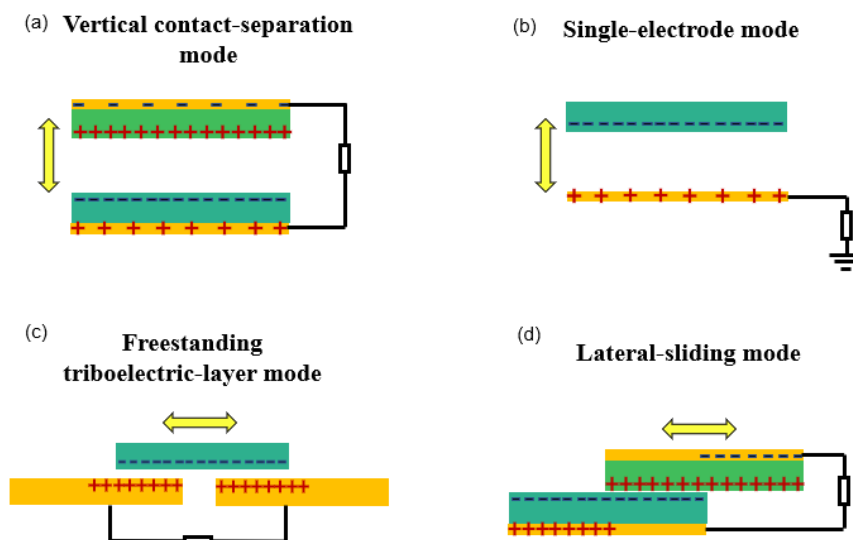 (a) Vertical contact-separation
mode
(b) Single-electrode mode
(c) Freestanding
triboelectric-layer mode
(d) Lateral-sliding mode